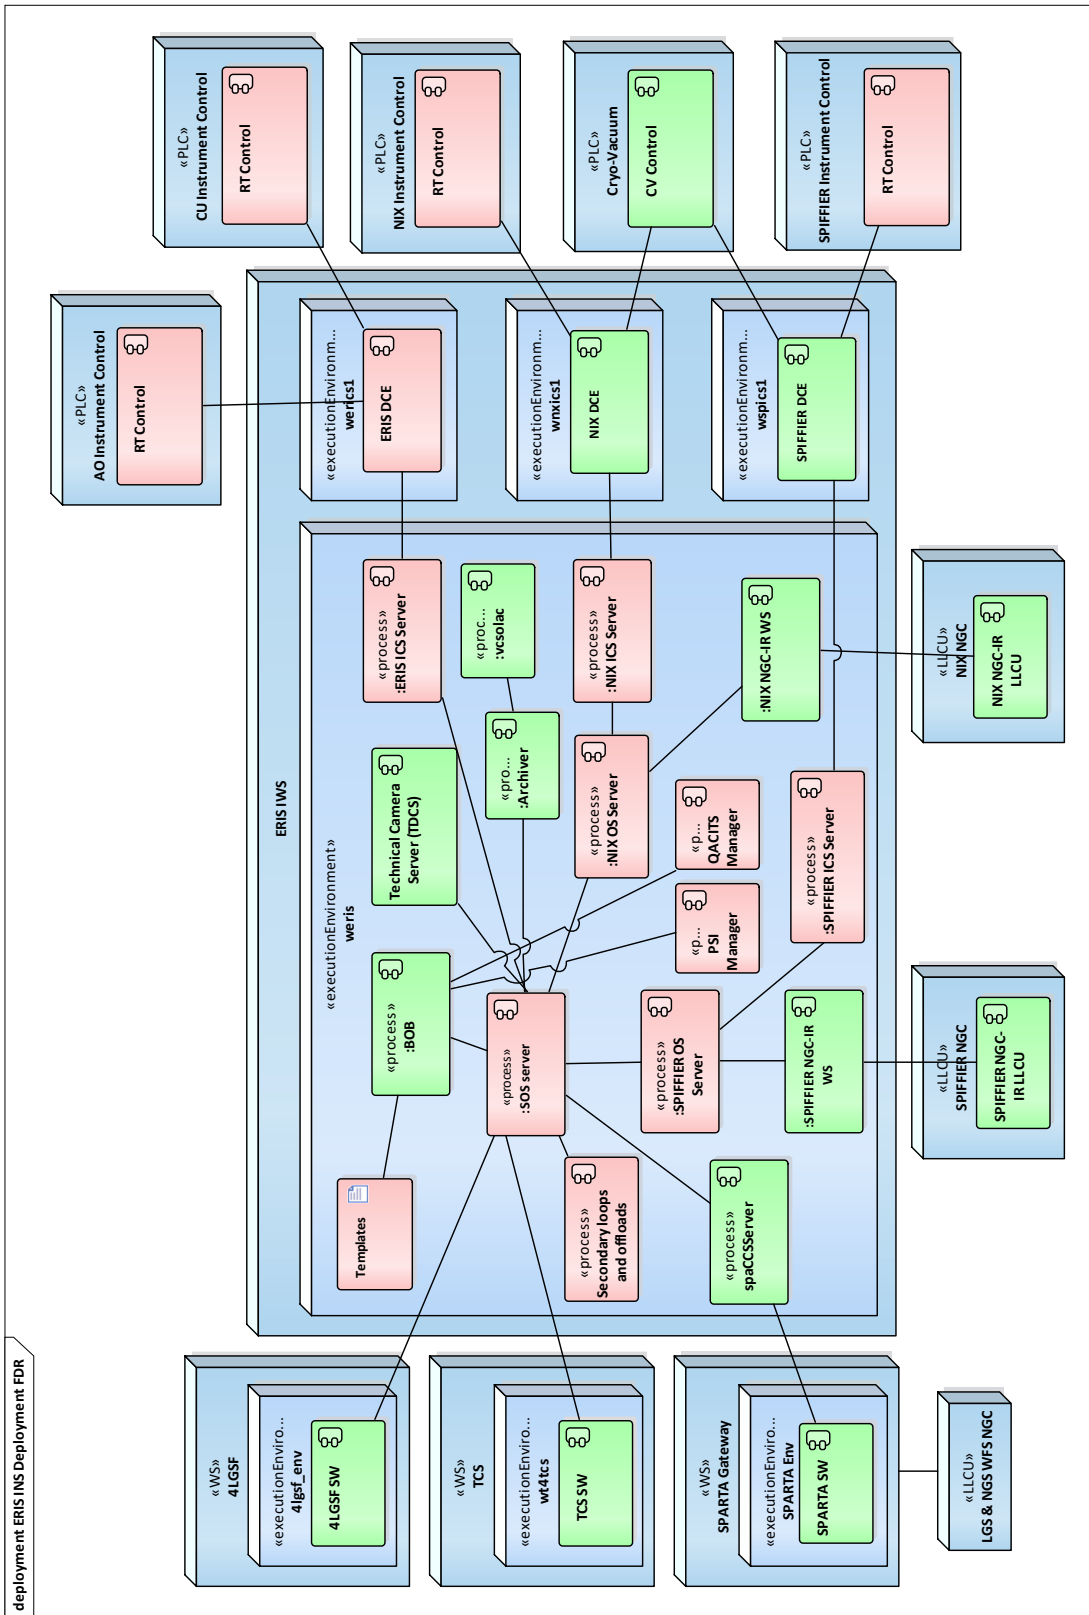 deployment ERIS INS Deployment FDR
«WS»
4LGSF
«executionEnviro...
4lgsf_env
4LGSF SW
«WS»
TCS
«executionEnviro...
wt4tcs
TCS SW
«WS»
SPARTA Gateway
«executionEnviro...
SPARTA Env
SPARTA SW
«LLCU»
LGS & NGS WFS NGC
ERIS IWS
«executionEnvironment»
weris
Templates
«process»
:BOB
Technical Camera
Server (TDCS)
«process»
:ERIS ICS Server
«proc...
:vcsolac
«pro...
:Archiver
«process»
:SOS server
«process»
:NIX OS Server
«process»
:NIX ICS Server
«process»
Secondary loops
and offloads
«process»
:SPIFFIER OS
Server
«p...
PSI
Manager
«p...
QACITS
Manager
:NIX NGC-IR WS
«process»
spaCCSServer
:SPIFFIER NGC-IR
WS
«process»
:SPIFFIER ICS Server
«executionEnvironm...
werics1
ERIS DCE
«executionEnvironm...
wnxics1
NIX DCE
«executionEnvironm...
wspics1
SPIFFIER DCE
«PLC»
AO Instrument Control
RT Control
«PLC»
CU Instrument Control
RT Control
«PLC»
NIX Instrument Control
RT Control
«PLC»
Cryo-Vacuum
CV Control
«PLC»
SPIFFIER Instrument Control
RT Control
«LLCU»
SPIFFIER NGC
SPIFFIER NGC-
IR LLCU
«LLCU»
NIX NGC
NIX NGC-IR
LLCU